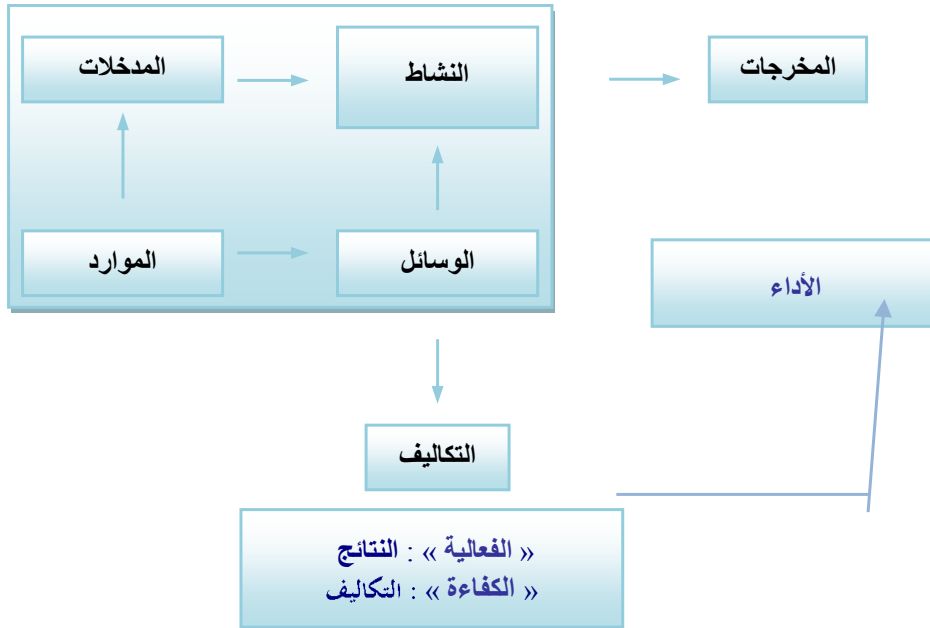 المدخلات
النشاط
المخرجات
الموارد
الوسائل
الأداء
التكاليف
« الفعالية » : النتائج
« الكفاءة » : التكاليف